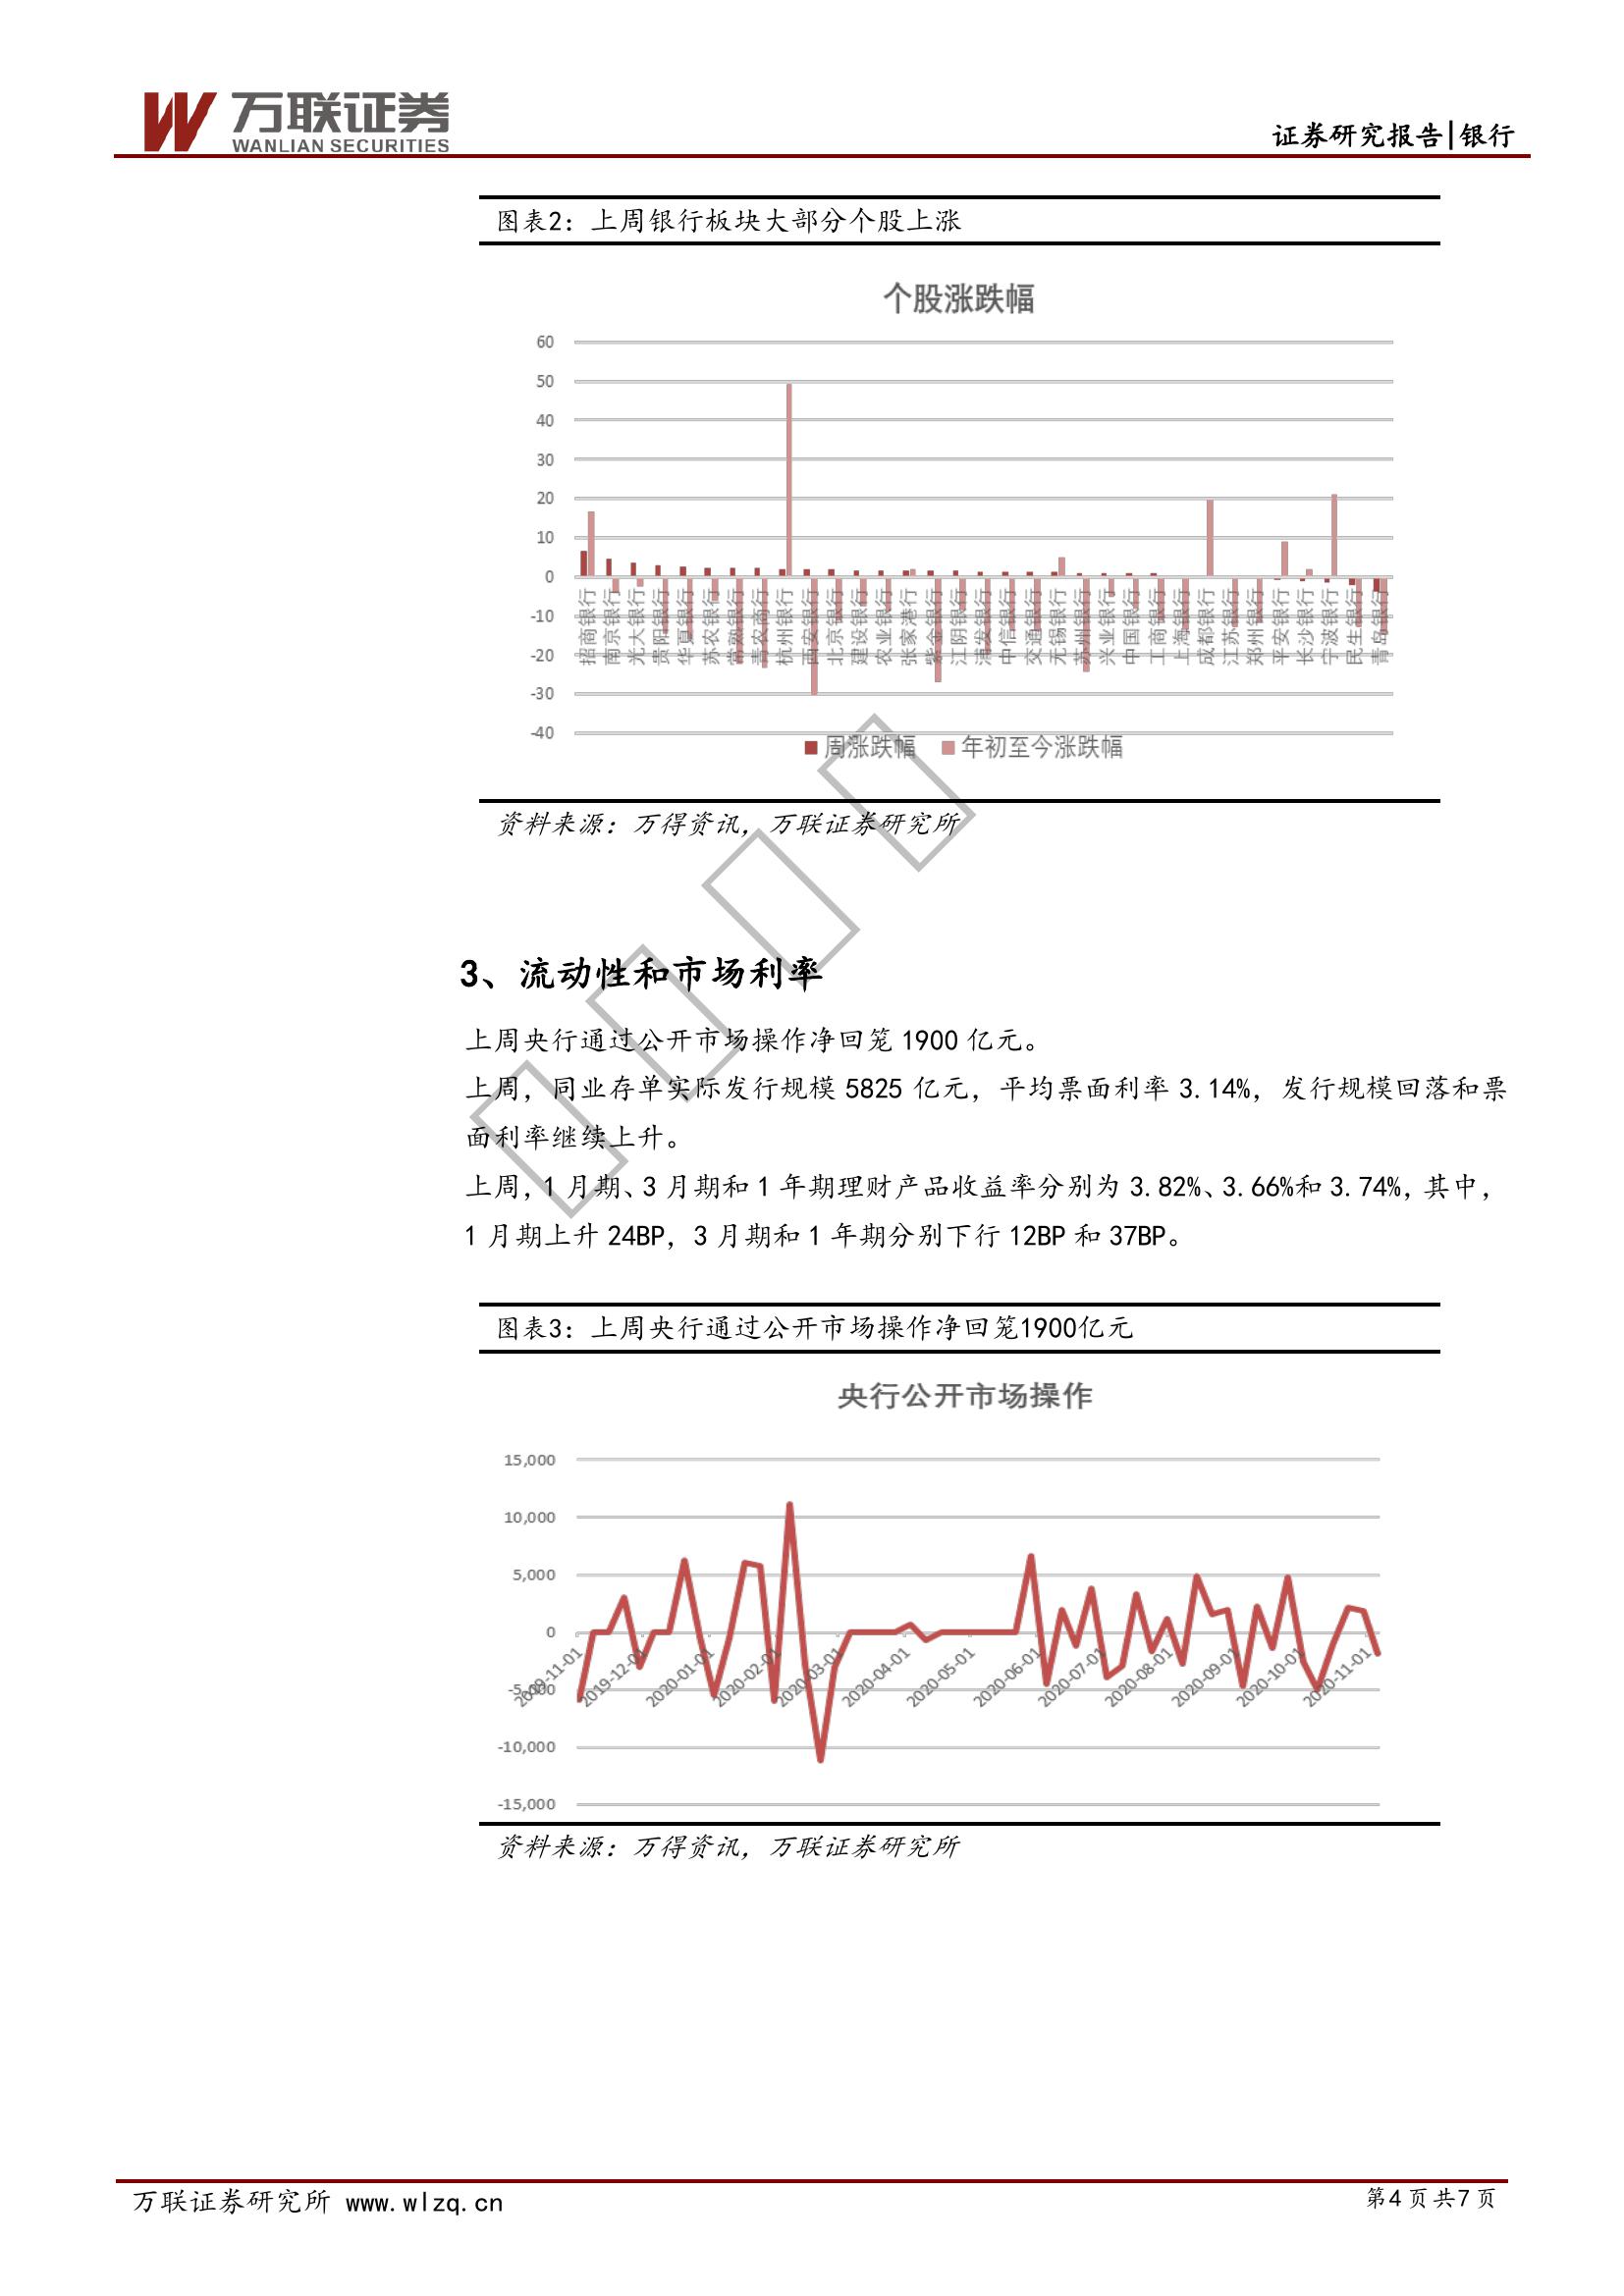 万联证券
WANLIAN SECURITIES
证券研究报告|银行
图表2：上周银行板块大部分个股上涨
个股涨跌幅
60
50
40
30
20
10
0
-10
-20
-30
-40
招商银行
南京银行
光大银行
贵阳银行
华夏银行
苏农银行
常熟银行
青农商行
杭州银行
西安银行
北京银行
建设银行
农业银行
张家港行
紫金银行
江阴银行
浦发银行
中信银行
交通银行
无锡银行
苏州银行
兴业银行
中国银行
工商银行
上海银行
成都银行
江苏银行
郑州银行
平安银行
长沙银行
宁波银行
民生银行
青岛银行
周涨跌幅 年初至今涨跌幅
资料来源：万得资讯，万联证券研究所
3、流动性和市场利率
上周央行通过公开市场操作净回笼 1900 亿元。
上周，同业存单实际发行规模 5825 亿元，平均票面利率 3.14%，发行规模回落和票
面利率继续上升。
上周，1 月期、3 月期和 1 年期理财产品收益率分别为 3.82%、3.66%和 3.74%，其中，
1 月期上升 24BP，3 月期和 1 年期分别下行 12BP 和 37BP。
图表3：上周央行通过公开市场操作净回笼1900亿元
央行公开市场操作
15,000
10,000
5,000
0
-5,000
-10,000
-15,000
2019-11-01
2019-12-01
2020-01-01
2020-02-01
2020-03-01
2020-04-01
2020-05-01
2020-06-01
2020-07-01
2020-08-01
2020-09-01
2020-10-01
2020-11-01
资料来源：万得资讯，万联证券研究所
万联证券研究所 www.wlzq.cn
第4页共7页